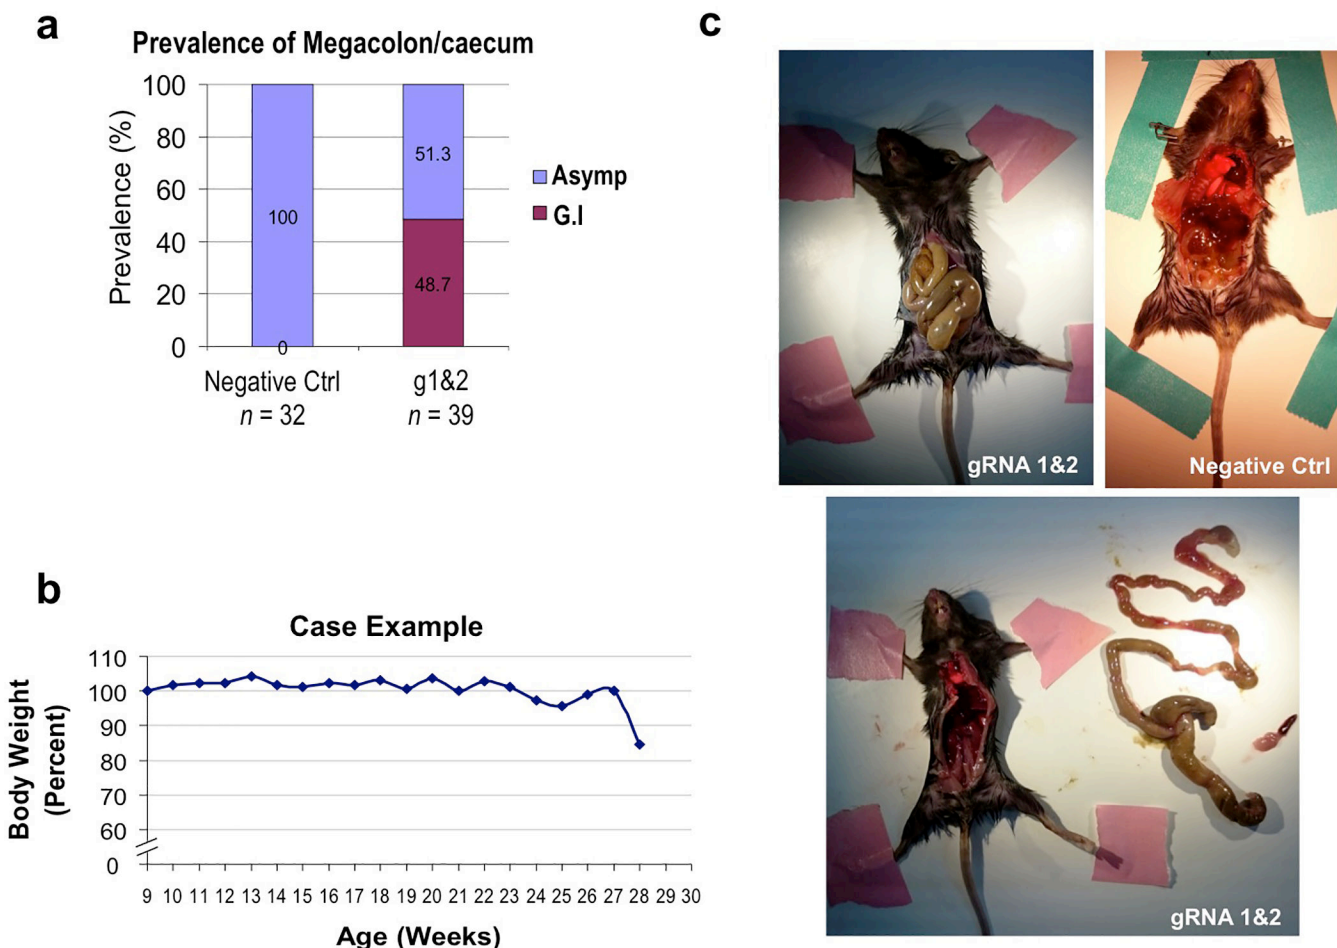 a
Prevalence of Megacolon/caecum
Prevalence (%)
100
80
60
40
20
0
100
0
51.3
48.7
Asymp
G.I
Negative Ctrl
n = 32
g1&2
n = 39
b
Case Example
Body Weight
(Percent)
110
100
90
80
70
60
0
9 10 11 12 13 14 15 16 17 18 19 20 21 22 23 24 25 26 27 28 29 30
Age (Weeks)
c
gRNA 1&2
Negative Ctrl
gRNA 1&2